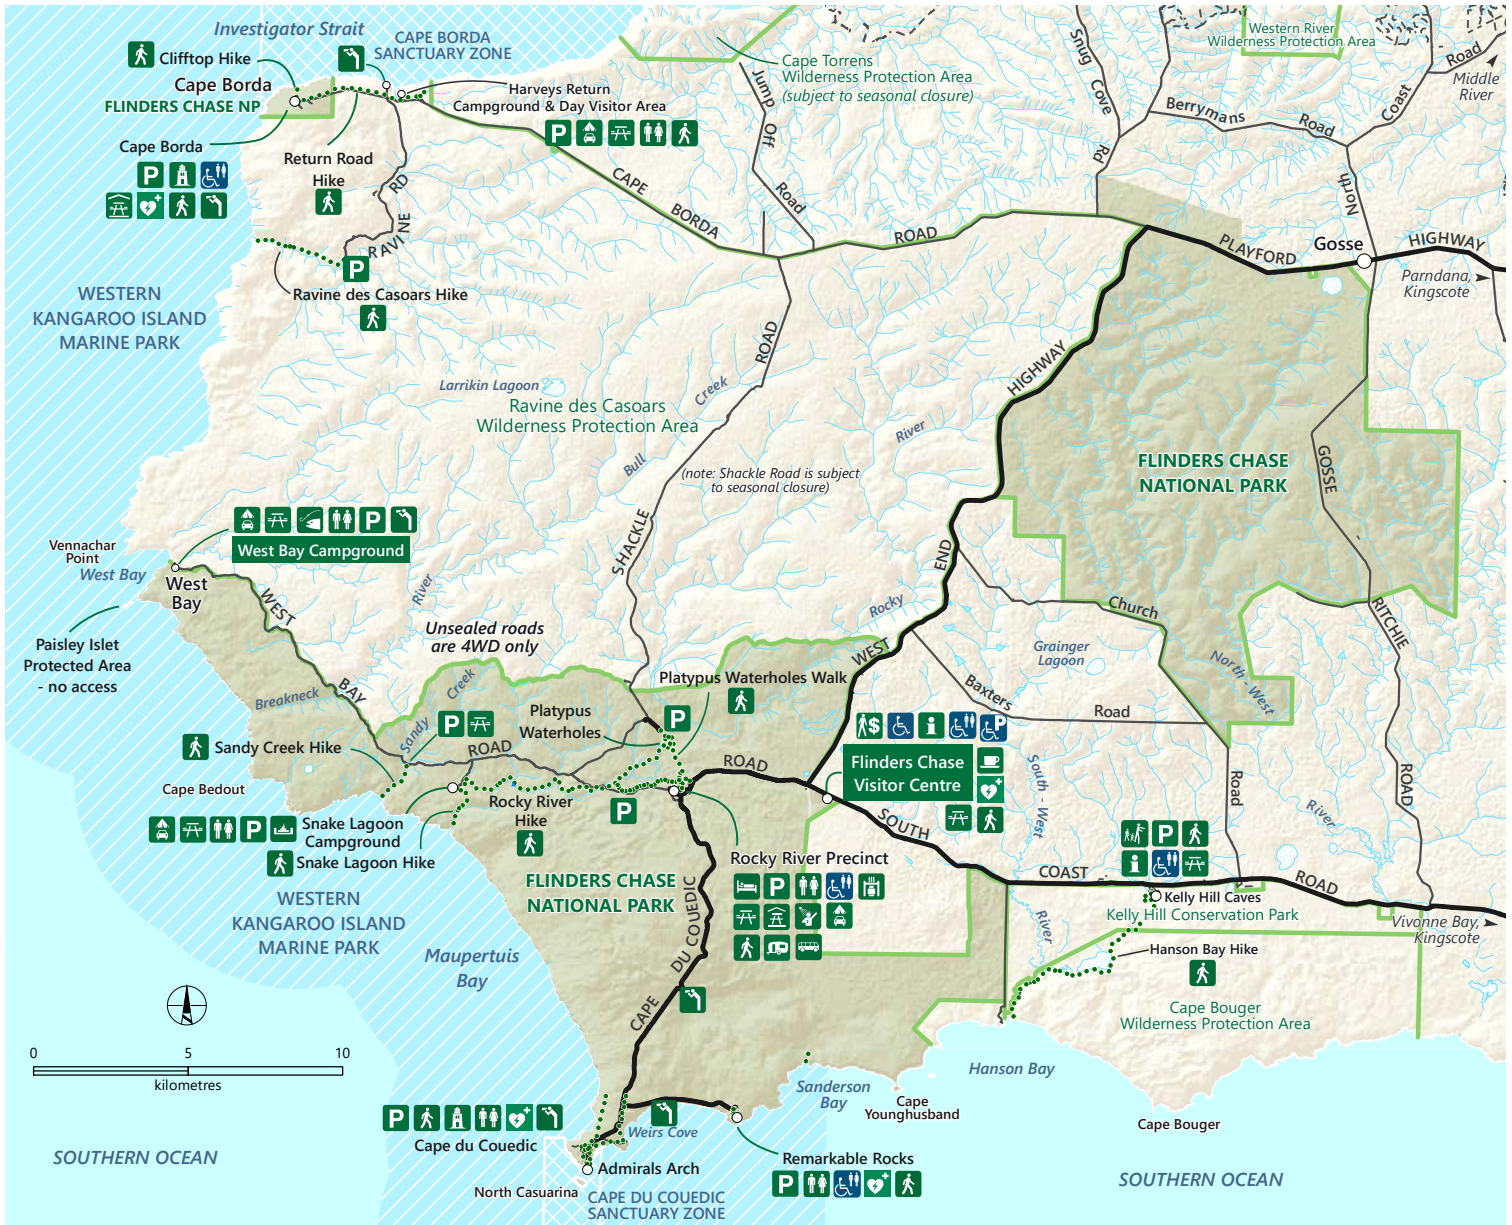 Investigator Strait
CAPE BORDA
SANCTUARY ZONE
Clifftop Hike
Cape Borda
FLINDERS CHASE NP
Harveys Return
Campground & Day Visitor Area
Cape Torrens
Wilderness Protection Area
(subject to seasonal closure)
Western River
Wilderness Protection Area
Snug Cove Rd
Jump Off Road
Berrymans Road
Coast Road
North
Middle
River
Cape Borda
Return Road
Hike
P
P
RAVINE RD
CAPE BORDA ROAD
PLAYFORD HIGHWAY
Gosse
Parndana,
Kingscote
P
Ravine des Casoars Hike
WESTERN
KANGAROO ISLAND
MARINE PARK
Larrikin Lagoon
Ravine des Casoars
Wilderness Protection Area
Bull Creek
River
(note: Shackle Road is subject
to seasonal closure)
SHACKLE ROAD
WEST END HIGHWAY
FLINDERS CHASE
NATIONAL PARK
GOSSE RITCHIE ROAD
P
West Bay Campground
Vennachar
Point
West Bay
West
Bay
WEST BAY ROAD
River
Rocky
Church Road
Paisley Islet
Protected Area
- no access
Unsealed roads
are 4WD only
Grainger
Lagoon
North - West
River
Baxters Road
Breakneck
Sandy Creek
P
Platypus
Waterholes
Platypus Waterholes Walk
P
Sandy Creek Hike
Cape Bedout
P
Snake Lagoon
Campground
Snake Lagoon Hike
Rocky River
Hike
P
$
i
P
Flinders Chase
Visitor Centre
South - West
River
SOUTH COAST ROAD
Rocky River Precinct
P
P
i
Kelly Hill Caves
Kelly Hill Conservation Park
Vivonne Bay,
Kingscote
Hanson Bay Hike
Cape Bouger
Wilderness Protection Area
FLINDERS CHASE
NATIONAL PARK
CAPE DU COUEDIC ROAD
WESTERN
KANGAROO ISLAND
MARINE PARK
Maupertuis
Bay
0 5 10
kilometres
Hanson Bay
Sanderson
Bay
Cape
Younghusband
Cape Bouger
P
Cape du Couedic
Weirs Cove
Admirals Arch
Remarkable Rocks
P
North Casuarina
CAPE DU COUEDIC
SANCTUARY ZONE
SOUTHERN OCEAN
SOUTHERN OCEAN